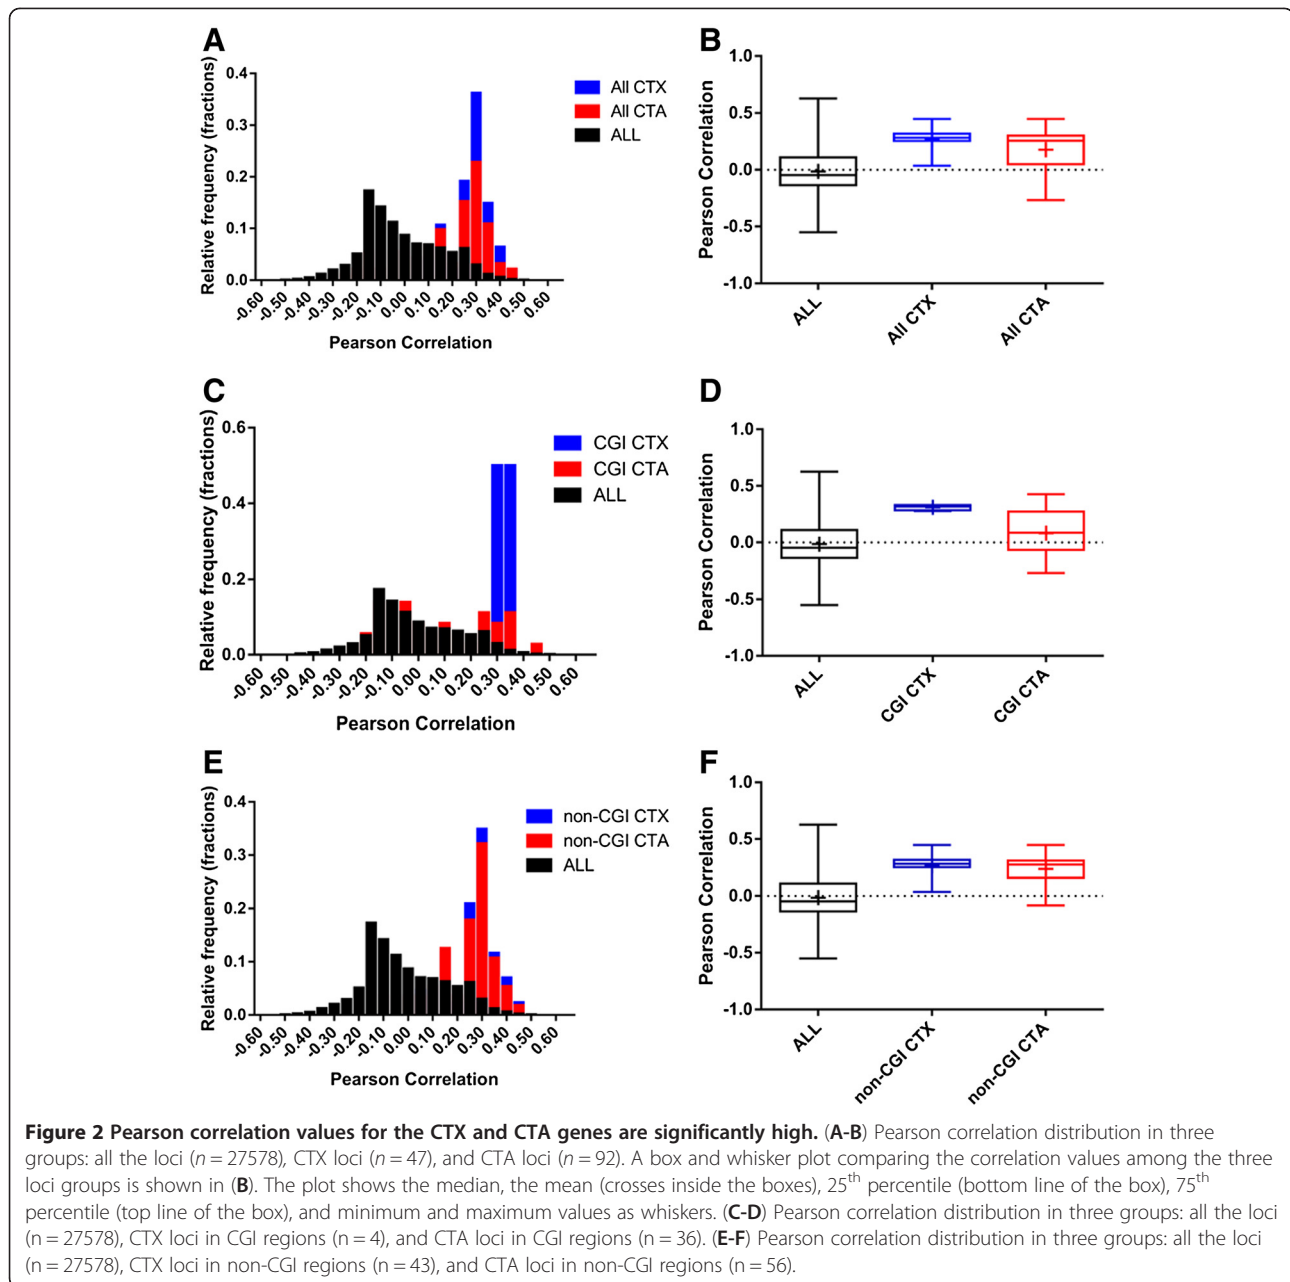 A
Relative frequency (fractions)
0.4
0.3
0.2
0.1
0.0
-0.60
-0.50
-0.40
-0.30
-0.20
-0.10
0.00
0.10
0.20
0.30
0.40
0.50
0.60
Pearson Correlation
All CTX
All CTA
ALL
B
Pearson Correlation
1.0
0.5
0.0
-0.5
-1.0
ALL
All CTX
All CTA
C
Relative frequency (fractions)
0.6
0.4
0.2
0.0
-0.60
-0.50
-0.40
-0.30
-0.20
-0.10
0.00
0.10
0.20
0.30
0.40
0.50
0.60
Pearson Correlation
CGI CTX
CGI CTA
ALL
D
Pearson Correlation
1.0
0.5
0.0
-0.5
-1.0
ALL
CGI CTX
CGI CTA
E
Relative frequency (fractions)
0.4
0.3
0.2
0.1
0.0
-0.60
-0.50
-0.40
-0.30
-0.20
-0.10
0.00
0.10
0.20
0.30
0.40
0.50
0.60
Pearson Correlation
non-CGI CTX
non-CGI CTA
ALL
F
Pearson Correlation
1.0
0.5
0.0
-0.5
-1.0
ALL
non-CGI CTX
non-CGI CTA
Figure 2 Pearson correlation values for the CTX and CTA genes are significantly high. (A-B) Pearson correlation distribution in three
groups: all the loci (n = 27578), CTX loci (n = 47), and CTA loci (n = 92). A box and whisker plot comparing the correlation values among the three
loci groups is shown in (B). The plot shows the median, the mean (crosses inside the boxes), 25th percentile (bottom line of the box), 75th
percentile (top line of the box), and minimum and maximum values as whiskers. (C-D) Pearson correlation distribution in three groups: all the loci
(n = 27578), CTX loci in CGI regions (n = 4), and CTA loci in CGI regions (n = 36). (E-F) Pearson correlation distribution in three groups: all the loci
(n = 27578), CTX loci in non-CGI regions (n = 43), and CTA loci in non-CGI regions (n = 56).